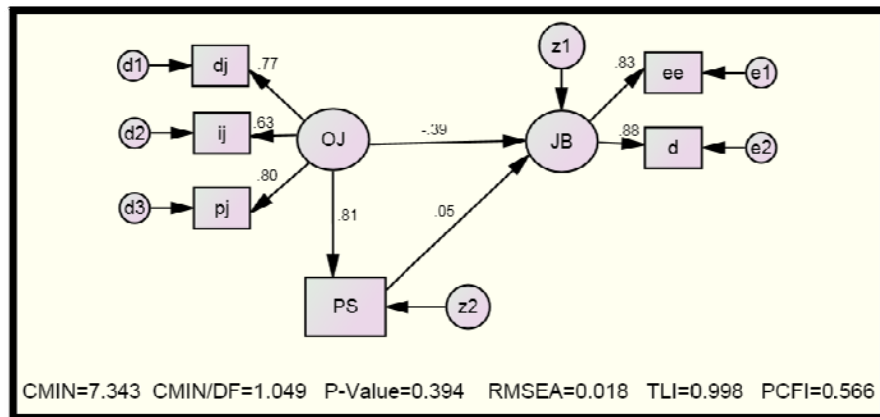 z1
d1 dj .77 .83 ee e1
d2 ij .63 OJ -.39 JB .88 d e2
d3 pj .80
.81 .05
PS z2
CMIN=7.343 CMIN/DF=1.049 P-Value=0.394 RMSEA=0.018 TLI=0.998 PCFI=0.566